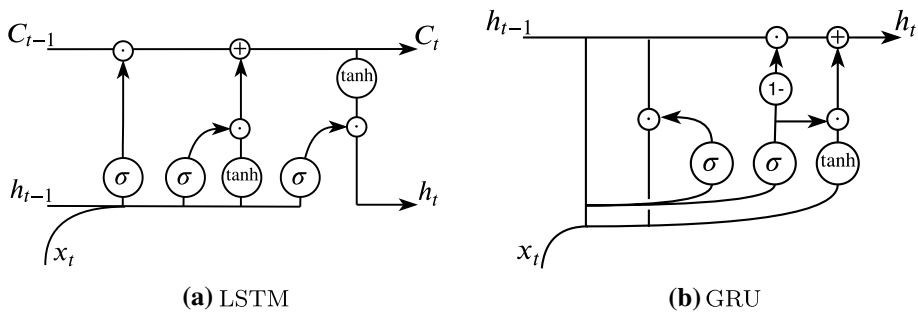 C_{t-1} ⊙ ⊕ C_t
tanh
⊙ ⊙
σ σ tanh σ
h_{t-1} h_t
x_t
(a) LSTM
h_{t-1} ⊙ ⊕ h_t
1-
⊙ ⊙
σ σ tanh
x_t
(b) GRU